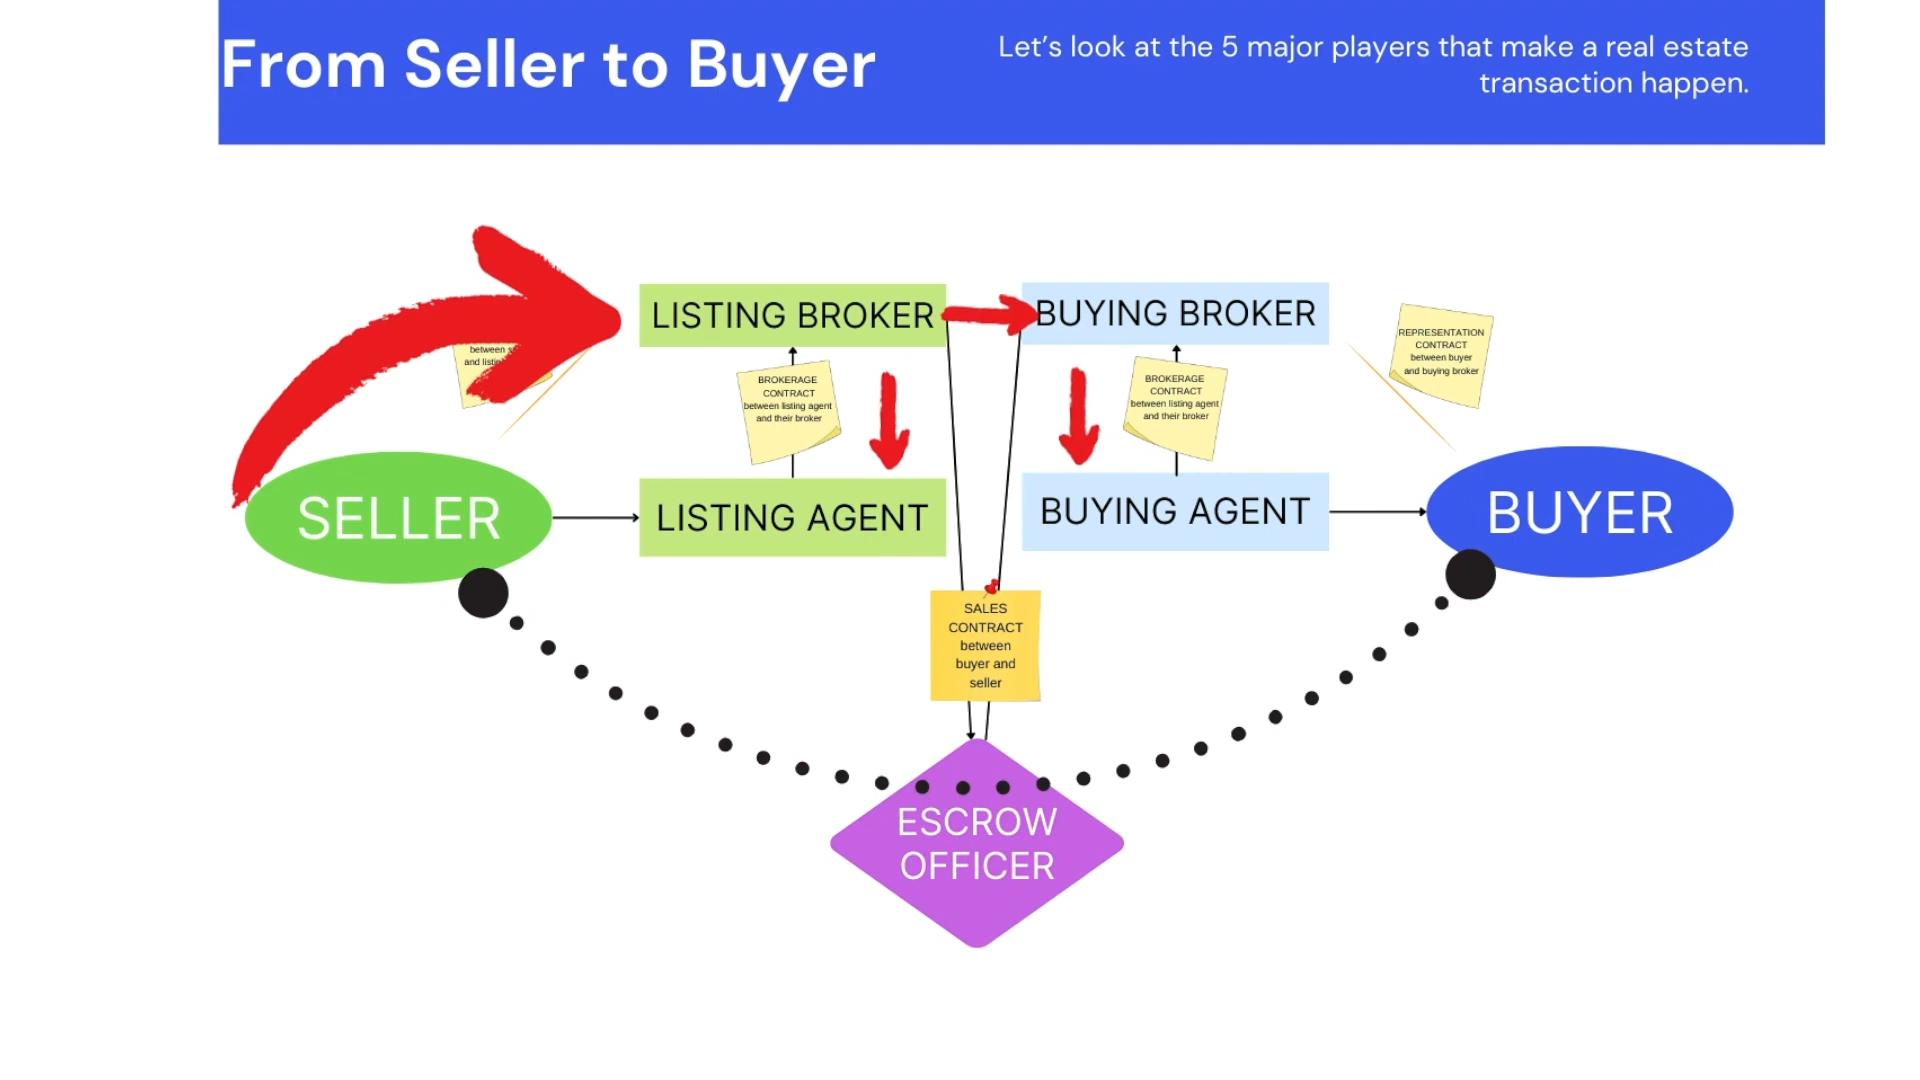 From Seller to Buyer
Let's look at the 5 major players that make a real estate
transaction happen.
LISTING BROKER
BUYING BROKER
between
and
REPRESENTATION
CONTRACT
between buyer
and buying broker
BROKERAGE
CONTRACT
between listing agent
and their broker
BROKERAGE
CONTRACT
between listing agent
and their broker
SELLER
LISTING AGENT
BUYING AGENT
BUYER
SALES
CONTRACT
between
buyer and
seller
ESCROW
OFFICER